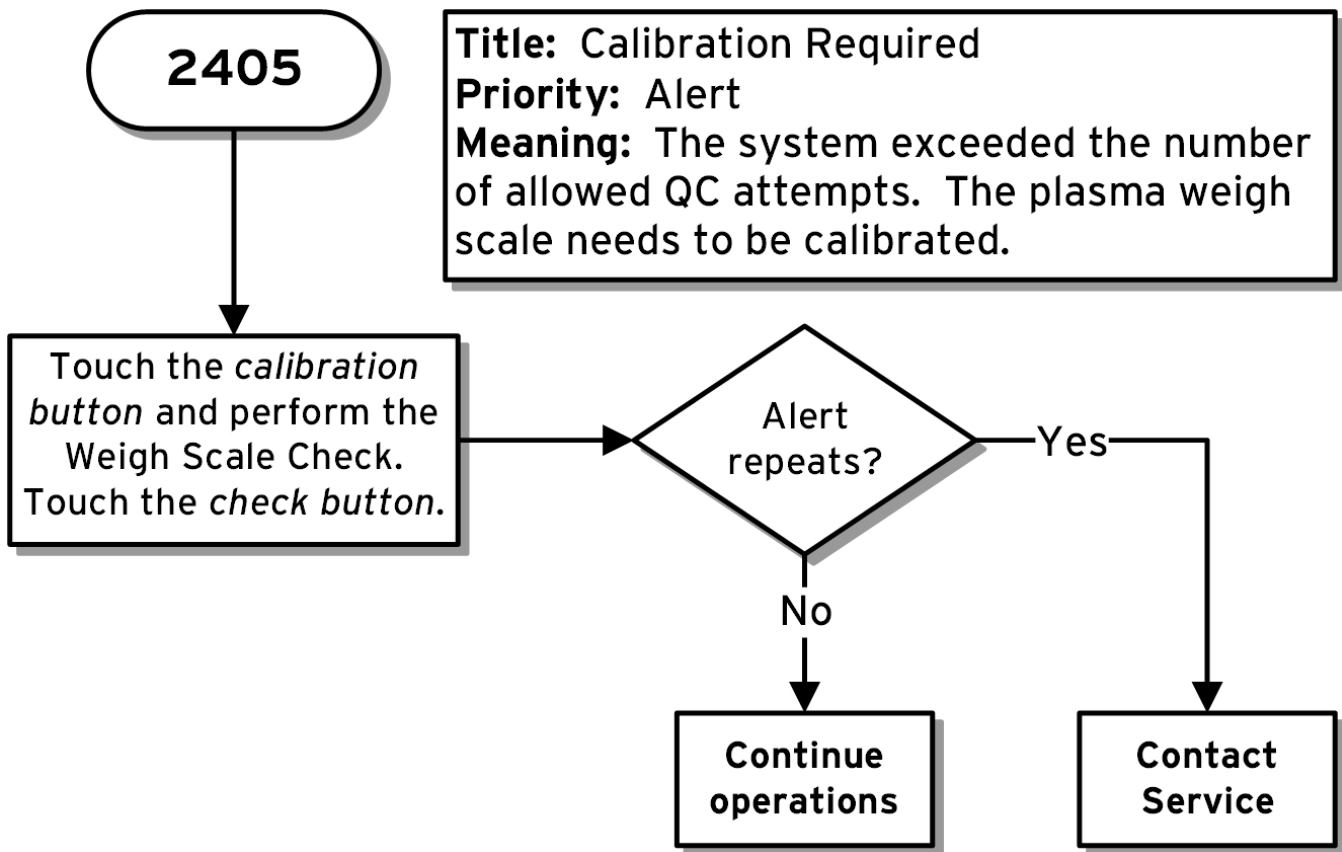 2405
Title: Calibration Required
Priority: Alert
Meaning: The system exceeded the number
of allowed QC attempts. The plasma weigh
scale needs to be calibrated.
Touch the calibration
button and perform the
Weigh Scale Check.
Touch the check button.
Alert
repeats?
Yes
No
Continue
operations
Contact
Service